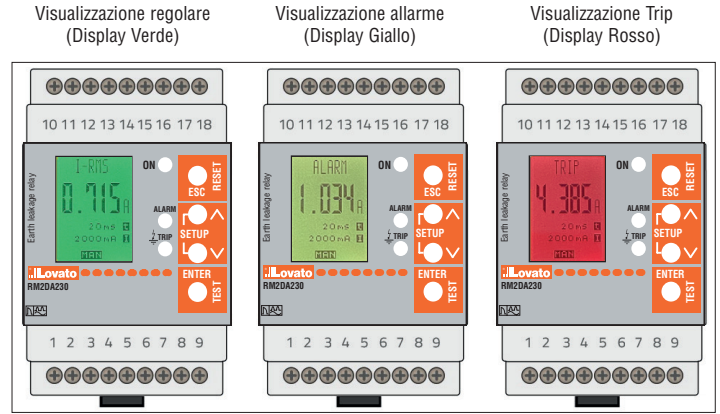 Visualizzazione regolare
(Display Verde)
Visualizzazione allarme
(Display Giallo)
Visualizzazione Trip
(Display Rosso)
10 11 12 13 14 15 16 17 18
Earth leakage relay
I-RMS
0.715A
20ms t
2000mA
MAN
ON
ALARM
TRIP
RESET
ESC
SETUP
ENTER
TEST
Lovato
RM2DA230
1 2 3 4 5 6 7 8 9
10 11 12 13 14 15 16 17 18
Earth leakage relay
ALARM
1.034A
20ms t
2000mA
MAN
ON
ALARM
TRIP
RESET
ESC
SETUP
ENTER
TEST
Lovato
RM2DA230
1 2 3 4 5 6 7 8 9
10 11 12 13 14 15 16 17 18
Earth leakage relay
TRIP
4.385A
20ms t
2000mA
MAN
ON
ALARM
TRIP
RESET
ESC
SETUP
ENTER
TEST
Lovato
RM2DA230
1 2 3 4 5 6 7 8 9